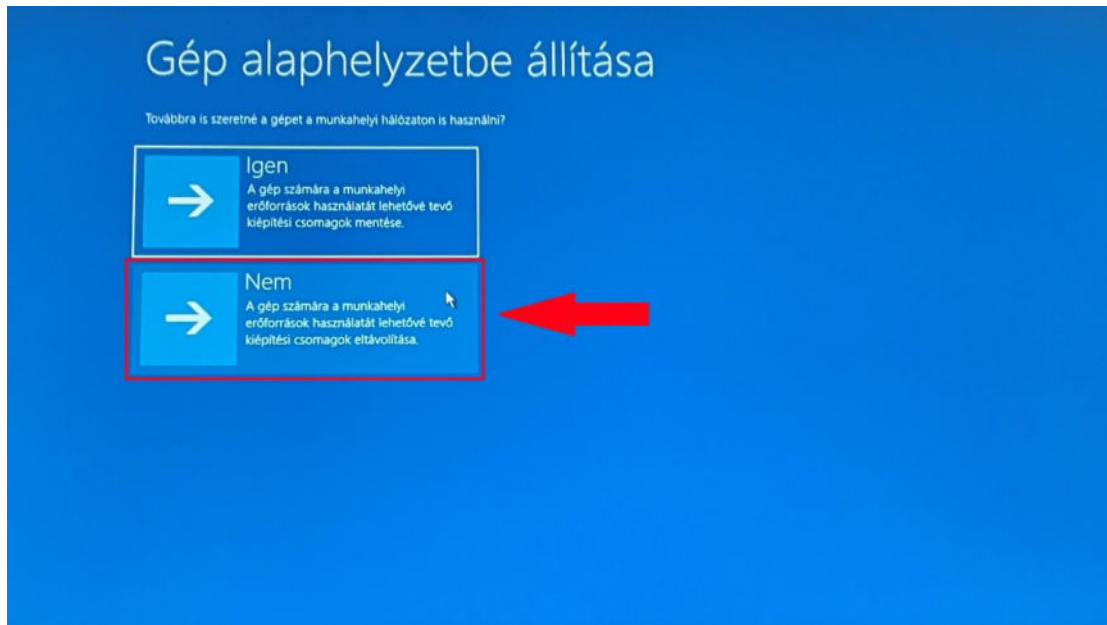 Gép alaphelyzetbe állítása
Továbbra is szeretné a gépet a munkahelyi hálózaton is használni?
Igen
A gép számára a munkahelyi
erőforrások használatát lehetővé tevő
kiépítési csomagok mentése.
Nem
A gép számára a munkahelyi
erőforrások használatát lehetővé tevő
kiépítési csomagok eltávolítása.